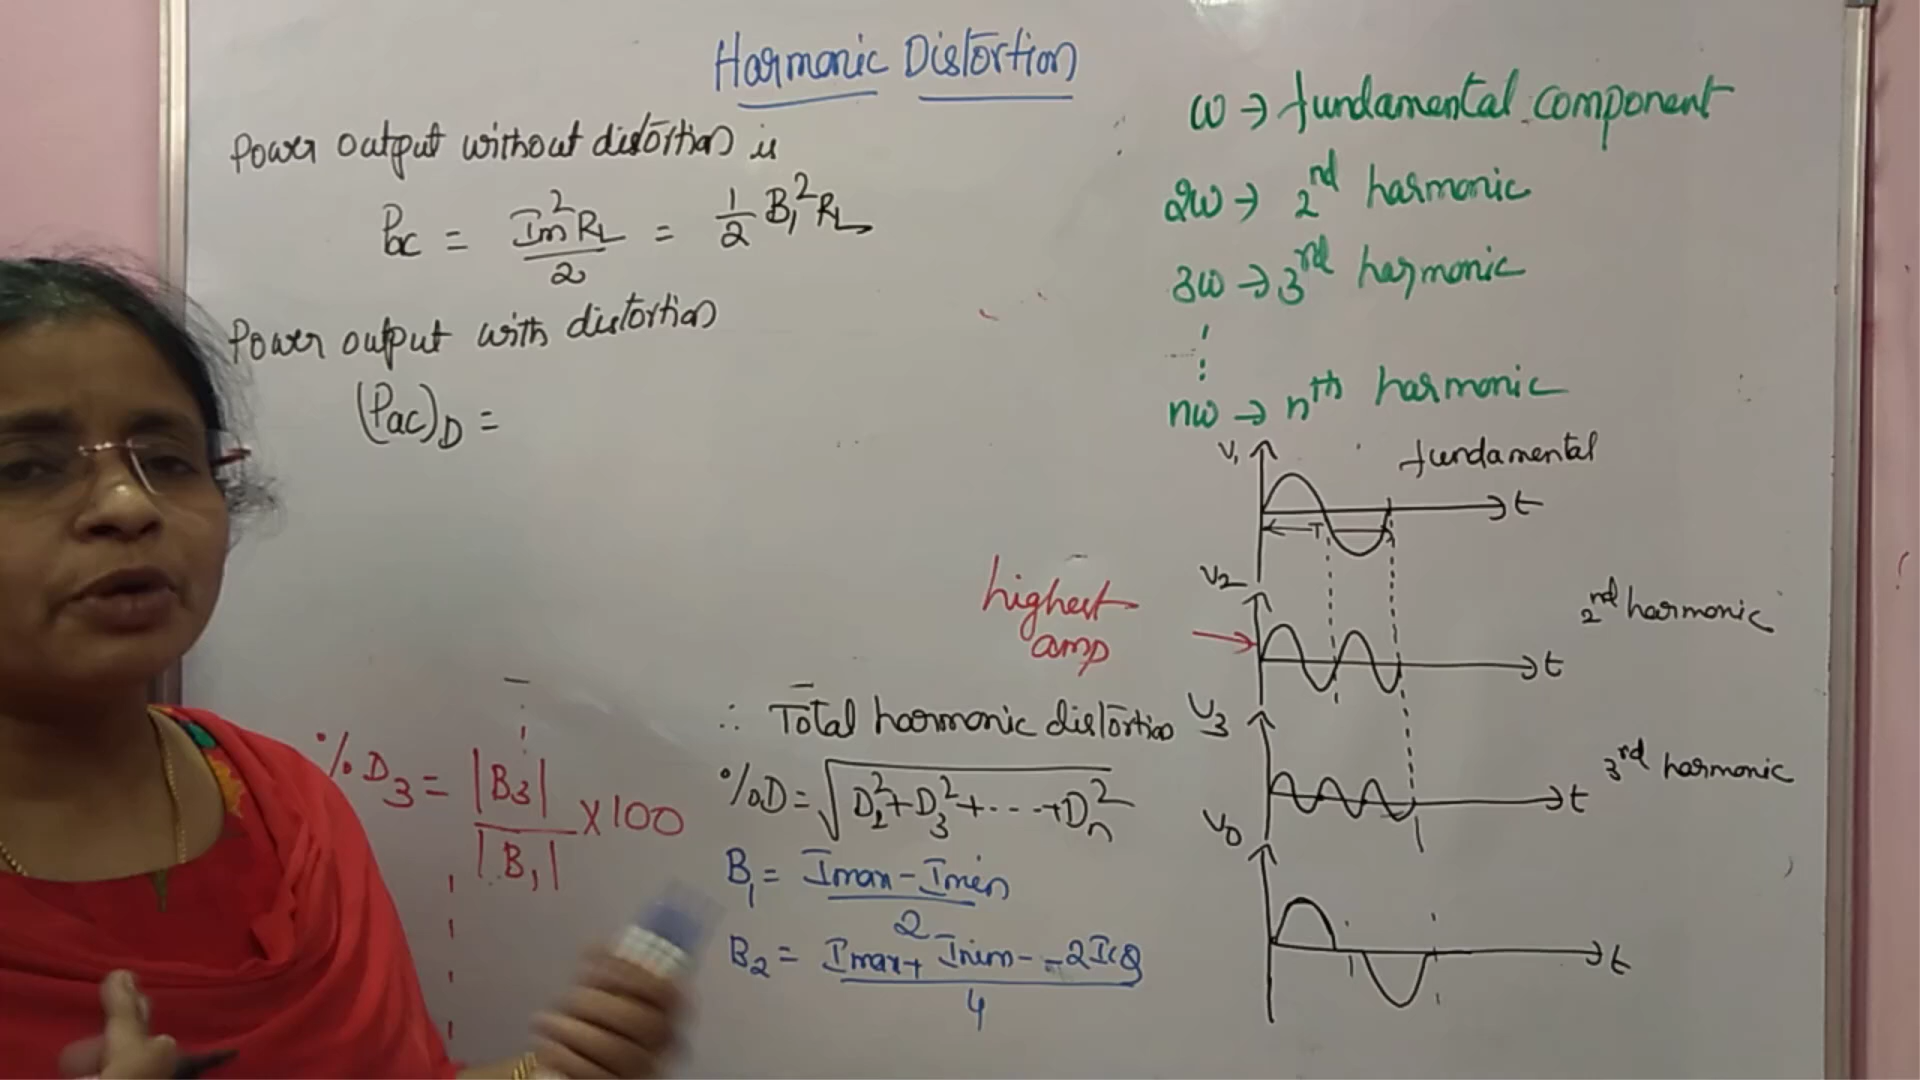 Harmonic Distortion
Power output without distortion is
Pac = Im²RL/2 = 1/2 B₁²RL
Power output with distortion
(Pac)D =
%D₃ = |B₃|/|B₁| × 100
∴ Total harmonic distortion
%D = √(D₂²+D₃²+----+Dn²)
B₁ = Imax - Imin/2
B₂ = Imax + Imin - - 2ICQ/4
ω → fundamental component
2ω → 2nd harmonic
3ω → 3rd harmonic
nω → nth harmonic
V₁
fundamental
t
T
highest
amp
V₂
2nd harmonic
t
V₃
3rd harmonic
t
V₀
t